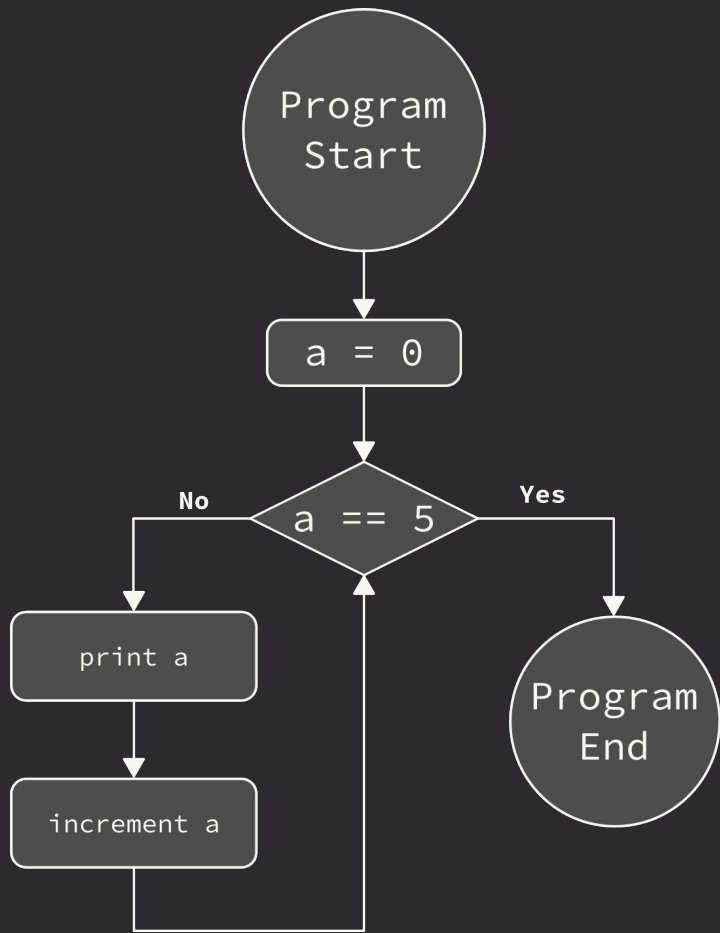 Program
Start
a = 0
No
Yes
a == 5
print a
Program
End
increment a